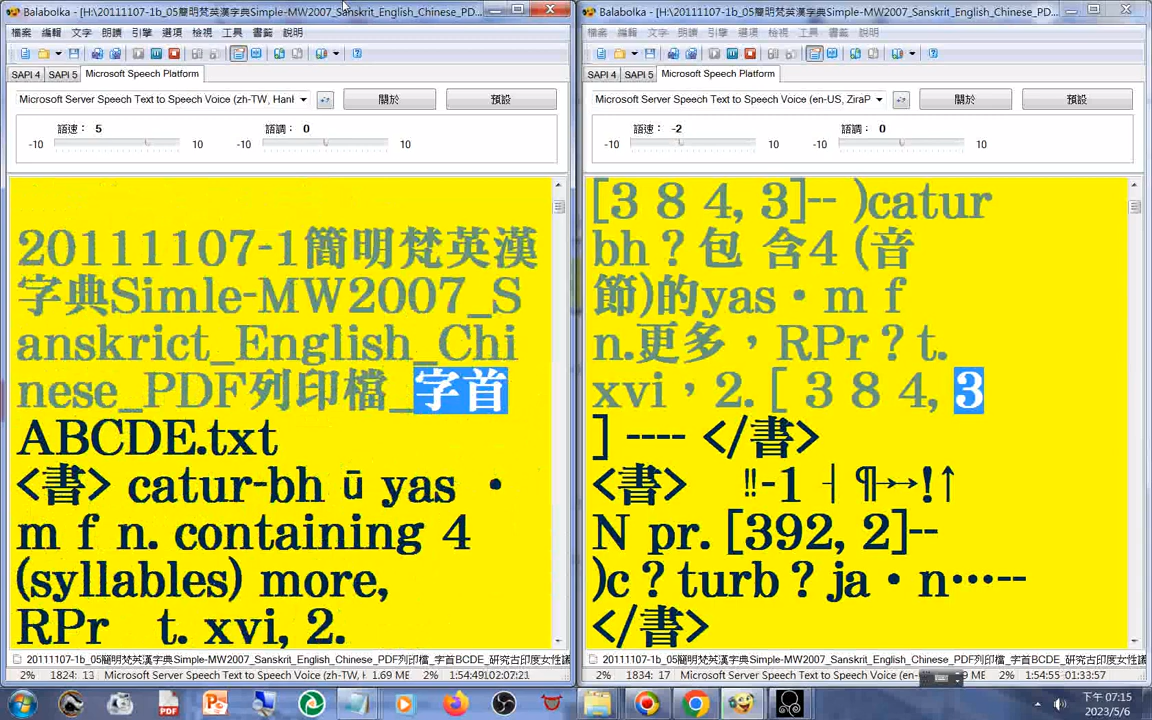 Balabolka - [H:\20111107-1b_05簡明梵英漢字典Simple-MW2007_Sanskrit_English_Chinese_PD...
檔案 編輯 文字 朗讀 引擎 選項 檢視 工具 書籤 說明
SAPI 4 SAPI 5 Microsoft Speech Platform
Microsoft Server Speech Text to Speech Voice (zh-TW, Hanl
關於 預設
語速： 5 語調： 0
-10 10 -10 10
20111107-1簡明梵英漢
字典Simle-MW2007_S
anskrict_English_Chi
nese_PDF列印檔_字首
ABCDE.txt
<書> catur-bh ū yas •
m f n. containing 4
(syllables) more,
RPr t. xvi, 2.
20111107-1b_05簡明梵英漢字典Simple-MW2007_Sanskrit_English_Chinese_PDF列印檔_字首BCDE_研究古印度女性議
2% 1824: 13 Microsoft Server Speech Text to Speech Voice (zh-TW, H 1.69 ME 2% 1:54:49\02:07:21
Balabolka - [H:\20111107-1b_05簡明梵英漢字典Simple-MW2007_Sanskrit_English_Chinese_PD...
檔案 編輯 文字 朗讀 引擎 選項 檢視 工具 書籤 說明
SAPI 4 SAPI 5 Microsoft Speech Platform
Microsoft Server Speech Text to Speech Voice (en-US, ZiraP
關於 預設
語速： -2 語調： 0
-10 10 -10 10
[3 8 4, 3]-- )catur
bh？包 含4 (音
節)的yas • m f
n.更多，RPr？t.
xvi，2. [ 3 8 4, 3
] ---- </書>
<書> ‼-1 ┤¶↦!↑
N pr. [392, 2]--
)c？turb？ja • n…--
</書>
20111107-1b_05簡明梵英漢字典Simple-MW2007_Sanskrit_English_Chinese_PDF列印檔_字首BCDE_研究古印度女性議
2% 1834: 17 Microsoft Server Speech Text to Speech Voice (en-US, Z 1.69 ME 2% 1:54:55\01:33:57
下午 07:15
2023/5/6